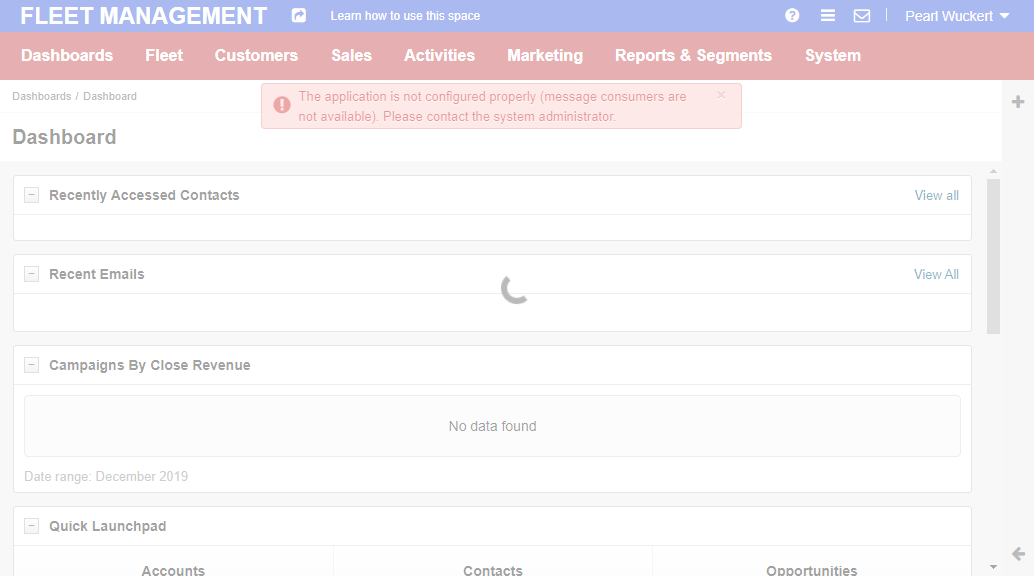 FLEET MANAGEMENT
Learn how to use this space
Pearl Wuckert
Dashboards
Fleet
Customers
Sales
Activities
Marketing
Reports & Segments
System
Dashboards / Dashboard
The application is not configured properly (message consumers are
not available). Please contact the system administrator.
×
Dashboard
Recently Accessed Contacts
View all
Recent Emails
View All
Campaigns By Close Revenue
No data found
Date range: December 2019
Quick Launchpad
Accounts
Contacts
Opportunities